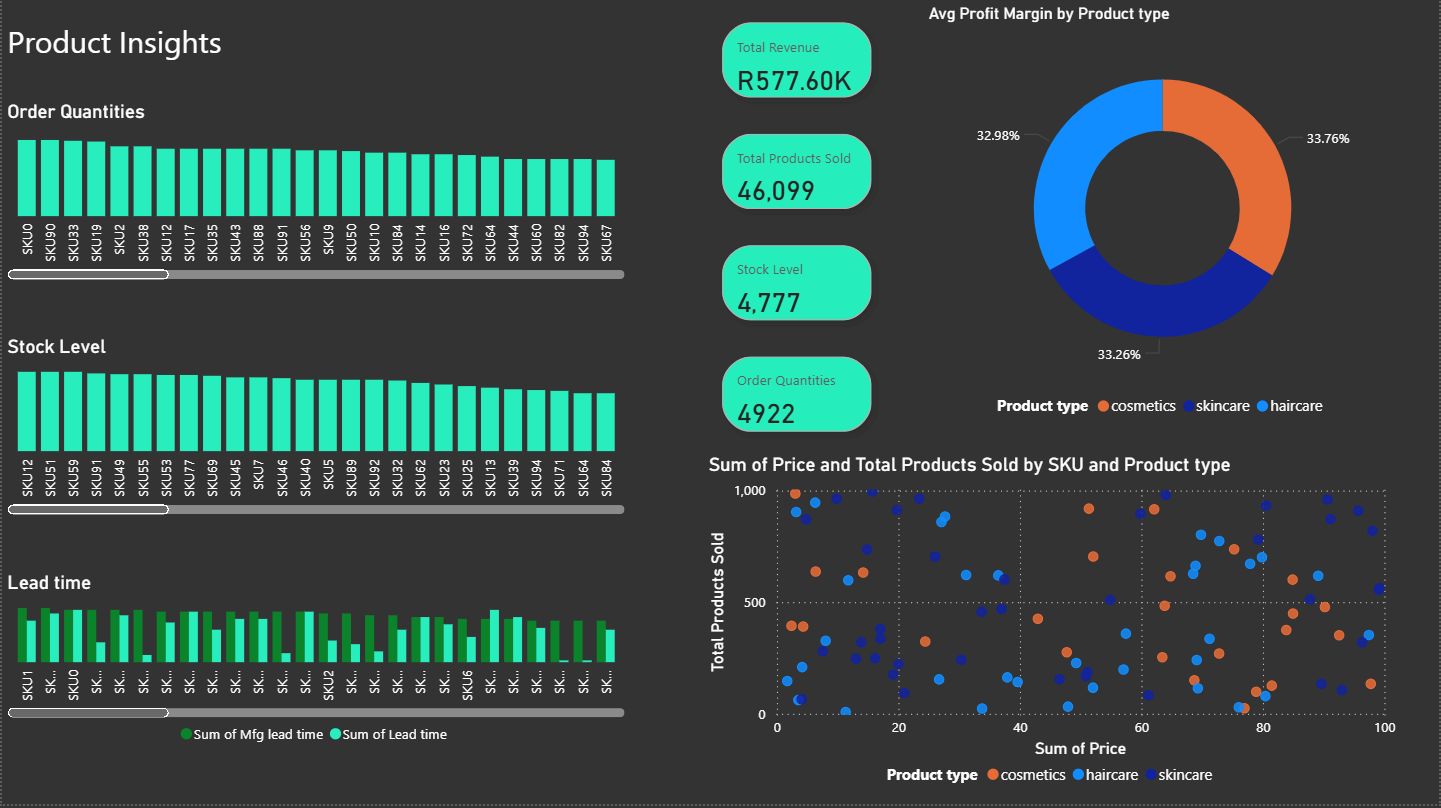 Product Insights
Order Quantities
SKU0 SKU90 SKU33 SKU19 SKU2 SKU38 SKU12 SKU17 SKU35 SKU43 SKU88 SKU91 SKU56 SKU9 SKU50 SKU10 SKU84 SKU14 SKU16 SKU72 SKU64 SKU44 SKU60 SKU82 SKU94 SKU67
Stock Level
SKU12 SKU51 SKU59 SKU91 SKU49 SKU55 SKU53 SKU77 SKU69 SKU45 SKU7 SKU46 SKU40 SKU5 SKU89 SKU92 SKU32 SKU62 SKU23 SKU25 SKU13 SKU39 SKU94 SKU71 SKU64 SKU84
Lead time
SKU1 SK... SKU0 SK... SK... SK... SK... SK... SK... SK... SK... SK... SK... SKU2 SK... SK... SK... SK... SK... SKU6 SK... SK... SK... SK... SK... SK...
Sum of Mfg lead time Sum of Lead time
Total Revenue
R577.60K
Total Products Sold
46,099
Stock Level
4,777
Order Quantities
4922
Avg Profit Margin by Product type
32.98%
33.76%
33.26%
Product type cosmetics skincare haircare
Sum of Price and Total Products Sold by SKU and Product type
Total Products Sold
1,000
500
0
0 20 40 60 80 100
Sum of Price
Product type cosmetics haircare skincare